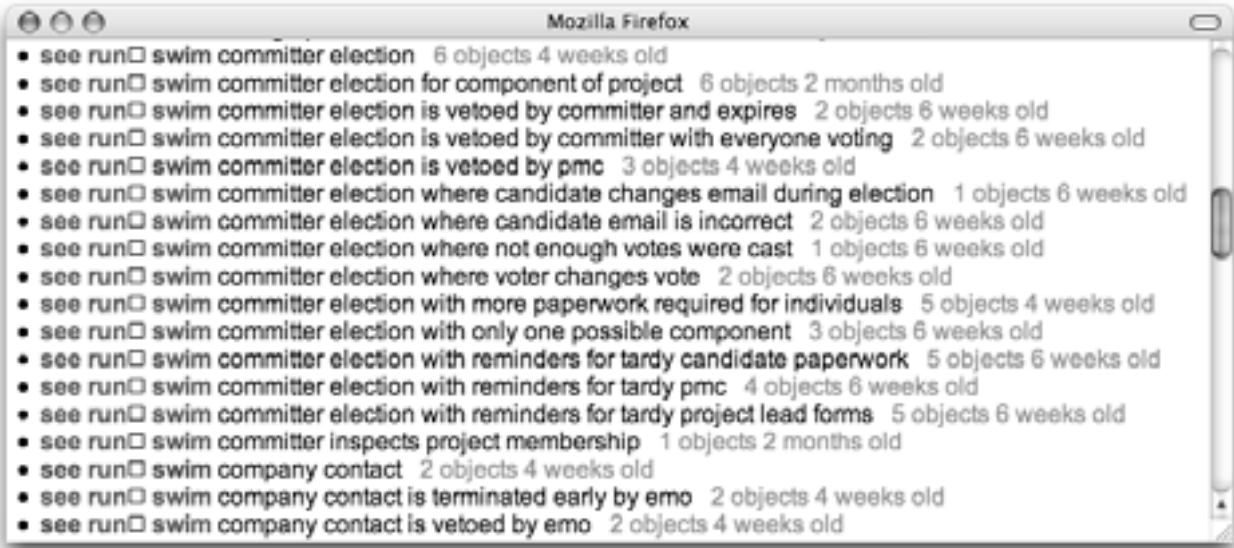 Mozilla Firefox
• see run□ swim committer election 6 objects 4 weeks old
• see run□ swim committer election for component of project 6 objects 2 months old
• see run□ swim committer election is vetoed by committer and expires 2 objects 6 weeks old
• see run□ swim committer election is vetoed by committer with everyone voting 2 objects 6 weeks old
• see run□ swim committer election is vetoed by pmc 3 objects 4 weeks old
• see run□ swim committer election where candidate changes email during election 1 objects 6 weeks old
• see run□ swim committer election where candidate email is incorrect 2 objects 6 weeks old
• see run□ swim committer election where not enough votes were cast 1 objects 6 weeks old
• see run□ swim committer election where voter changes vote 2 objects 6 weeks old
• see run□ swim committer election with more paperwork required for individuals 5 objects 4 weeks old
• see run□ swim committer election with only one possible component 3 objects 6 weeks old
• see run□ swim committer election with reminders for tardy candidate paperwork 5 objects 6 weeks old
• see run□ swim committer election with reminders for tardy pmc 4 objects 6 weeks old
• see run□ swim committer election with reminders for tardy project lead forms 5 objects 6 weeks old
• see run□ swim committer inspects project membership 1 objects 2 months old
• see run□ swim company contact 2 objects 4 weeks old
• see run□ swim company contact is terminated early by emo 2 objects 4 weeks old
• see run□ swim company contact is vetoed by emo 2 objects 4 weeks old